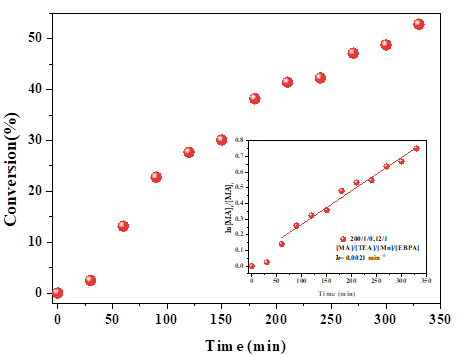 50
40
30
20
10
0
Conversion(%)
0 50 100 150 200 250 300 350
Time (min)
0.8
0.7
0.6
0.5
0.4
0.3
0.2
0.1
0.0
ln[MA]₀/[MA]
200/1/0.12/1
[MA]/[TEA]/[Mn]/[EBPA]
k= 0.0021 min⁻¹
0 50 100 150 200 250 300 350
Time (min)